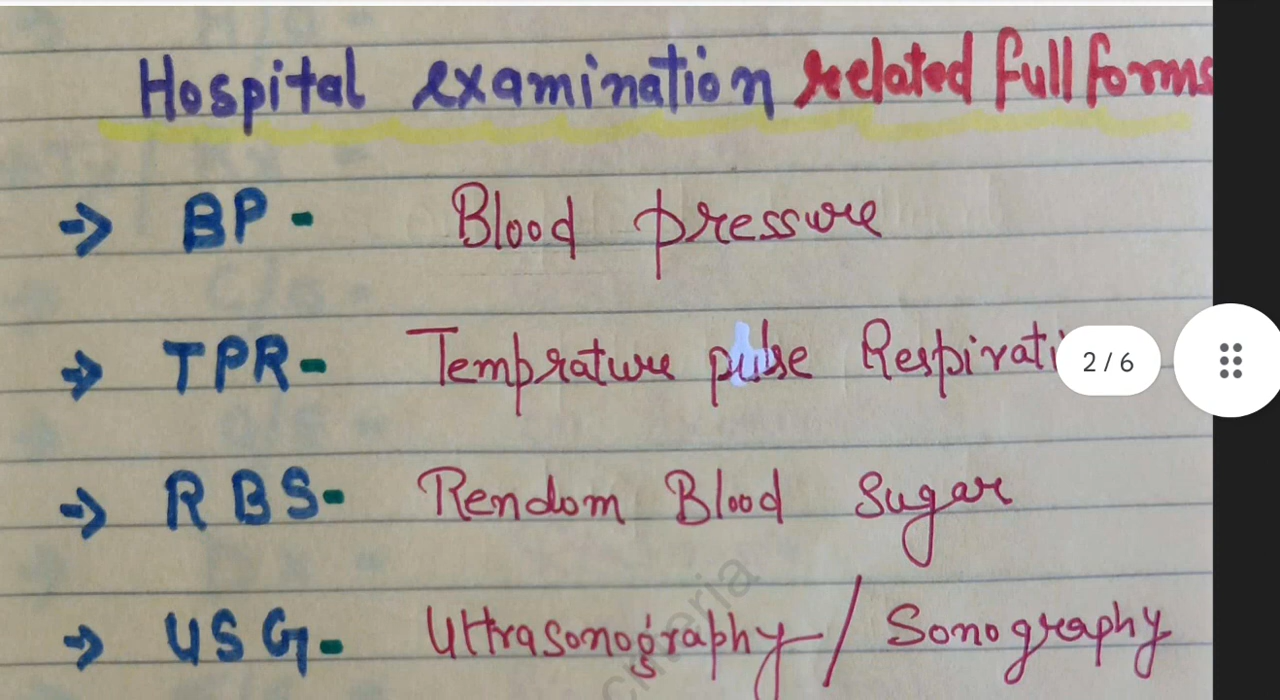 Hospital examination related full forms
→ BP - Blood pressure
→ TPR - Temprature pulse Respirati
2 / 6
→ RBS - Rendom Blood Sugar
→ USG - Ultrasonography / Sonography
criteria